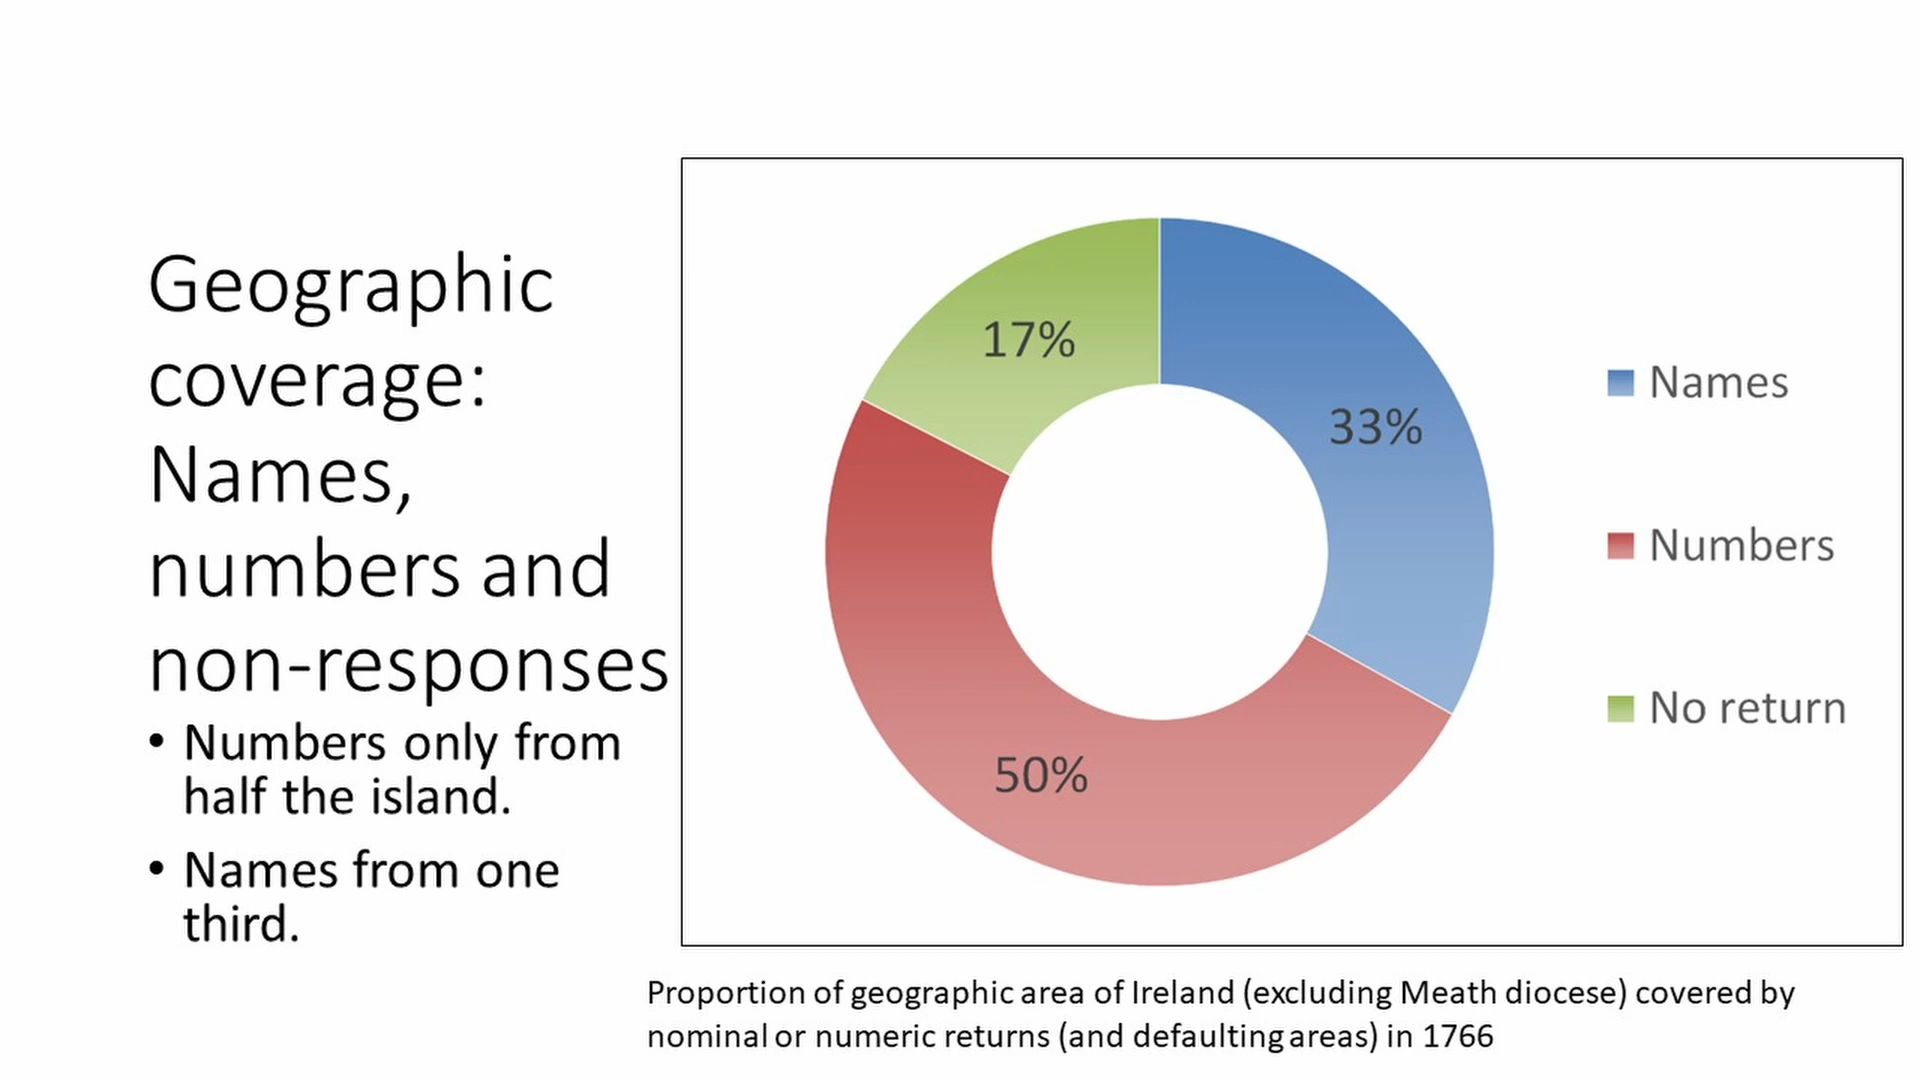 Geographic
coverage:
Names,
numbers and
non-responses
• Numbers only from
half the island.
• Names from one
third.
17%
33%
50%
Names
Numbers
No return
Proportion of geographic area of Ireland (excluding Meath diocese) covered by
nominal or numeric returns (and defaulting areas) in 1766